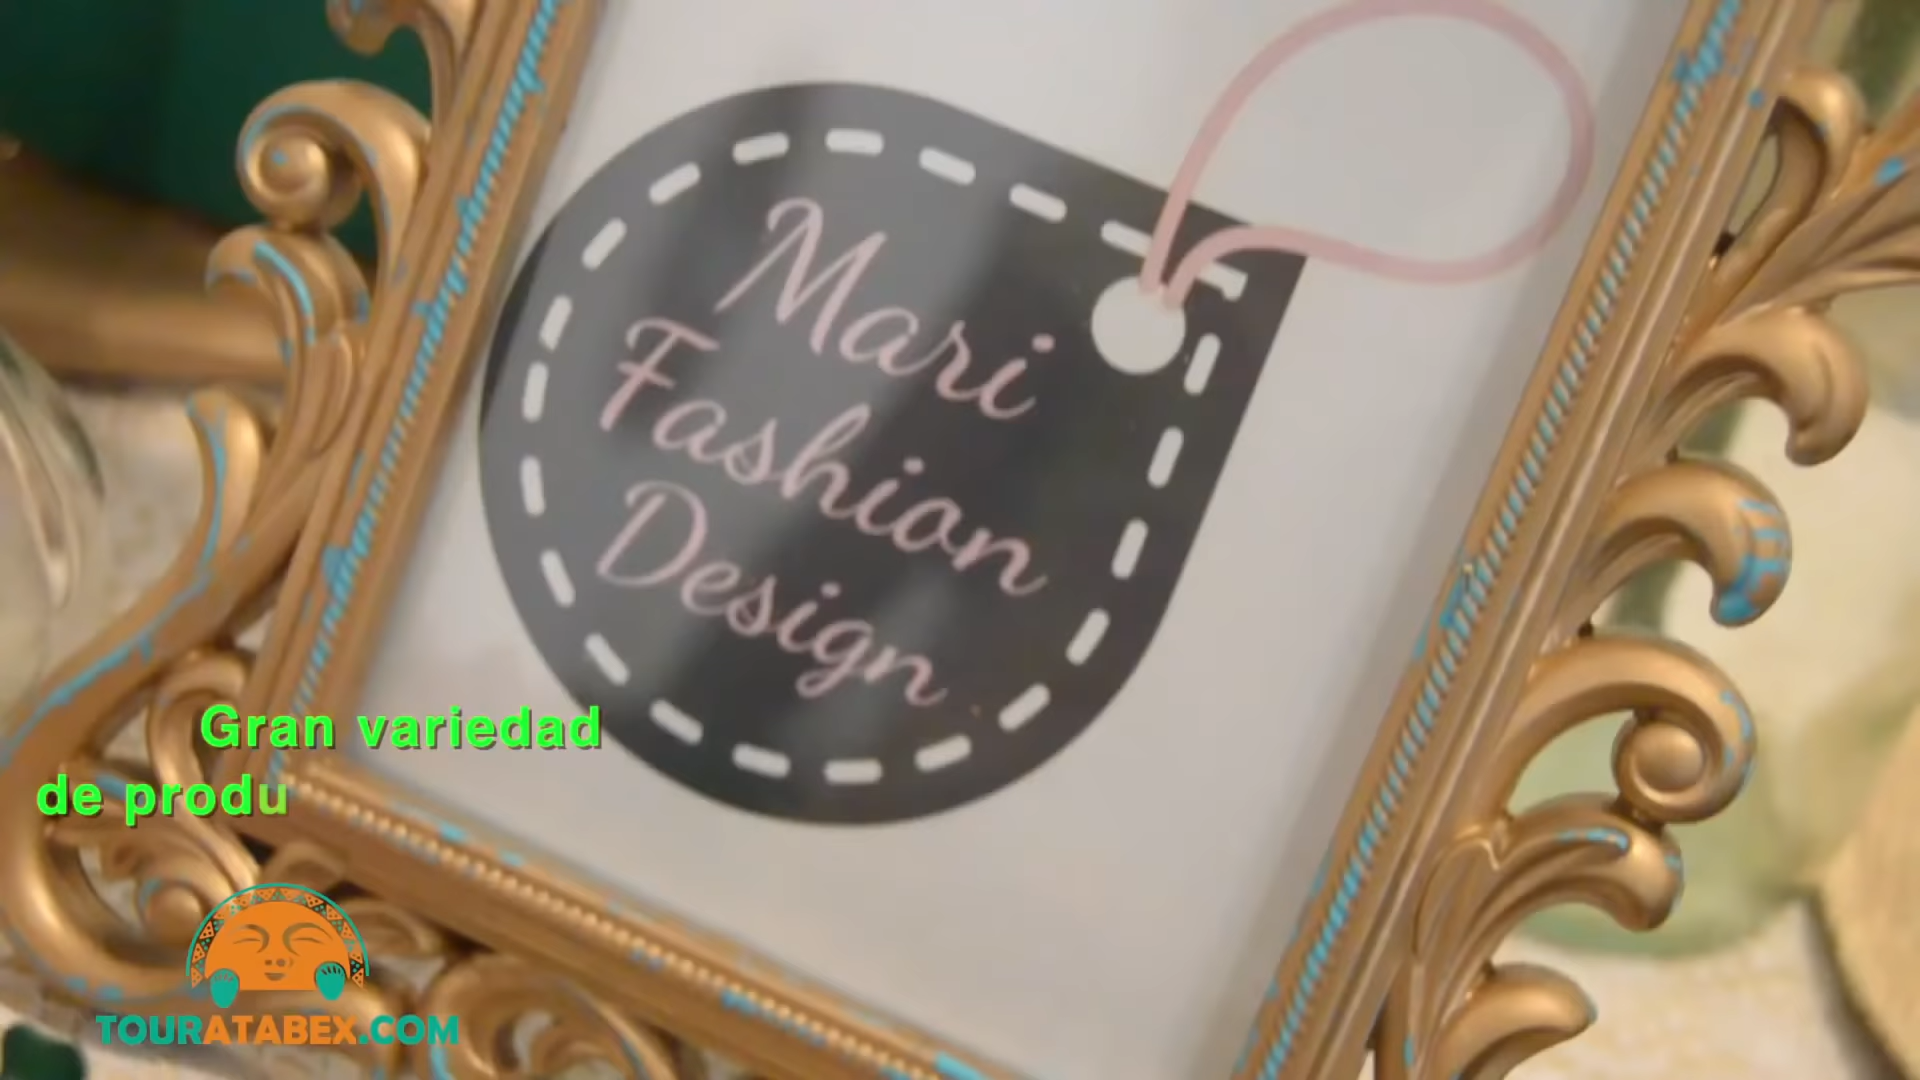 Mari
Fashion
Design
Gran variedad
de produ
TOURATABEX.COM